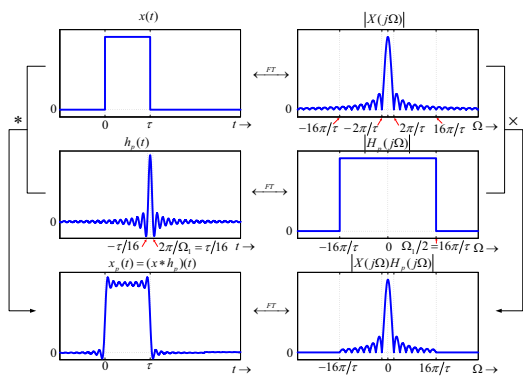 x(t)
|X(jΩ)|
0
0
0
τ
t→
FT
−16π/τ
−2π/τ
2π/τ
16π/τ
Ω→
*
×
h_p(t)
|H_p(jΩ)|
0
−τ/16
2π/Ω_1 = τ/16
t→
FT
0
−16π/τ
0
Ω_1/2 = 16π/τ
Ω→
x_p(t) = (x * h_p)(t)
|X(jΩ)H_p(jΩ)|
0
0
τ
t→
FT
0
−16π/τ
0
16π/τ
Ω→